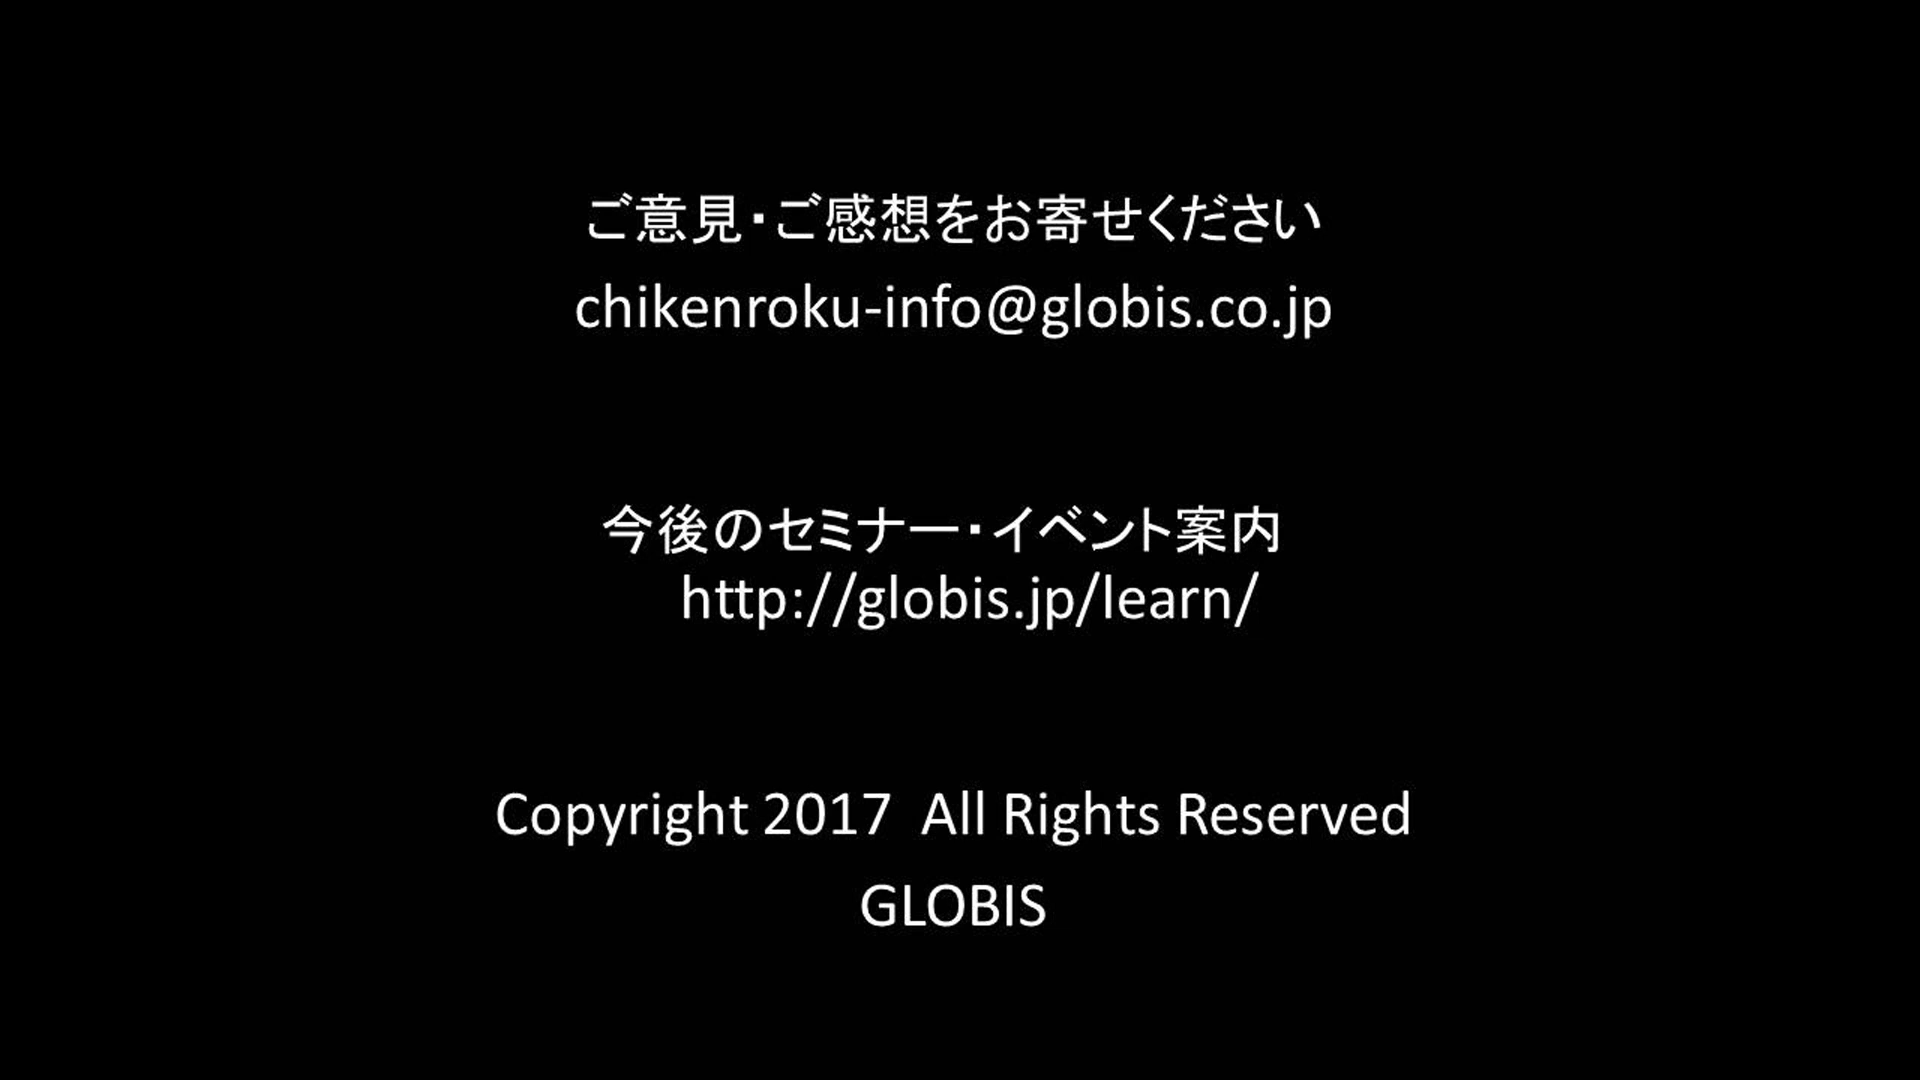 ご意見・ご感想をお寄せください
chikenroku-info@globis.co.jp
今後のセミナー・イベント案内
http://globis.jp/learn/
Copyright 2017  All Rights Reserved
GLOBIS